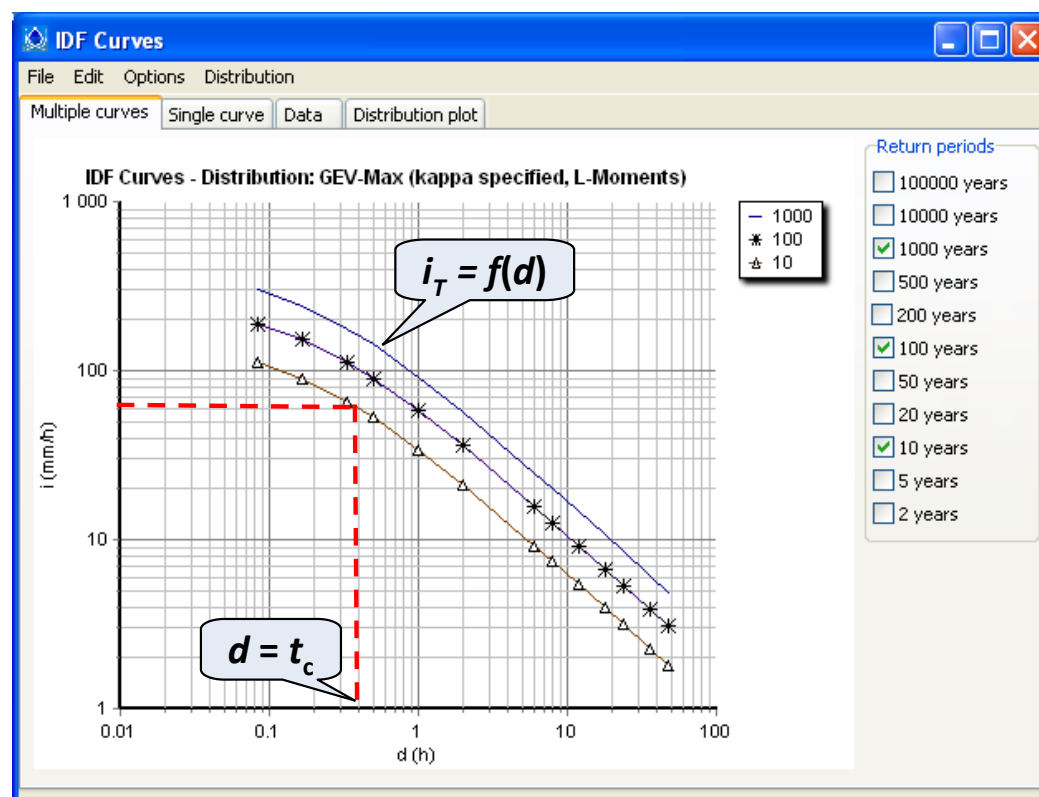 IDF Curves
File Edit Options Distribution
Multiple curves Single curve Data Distribution plot
IDF Curves - Distribution: GEV-Max (kappa specified, L-Moments)
1 000
100
10
1
i (mm/h)
0.01 0.1 1 10 100
d (h)
1000
100
10
iT = f(d)
d = tc
Return periods
100000 years
10000 years
1000 years
500 years
200 years
100 years
50 years
20 years
10 years
5 years
2 years